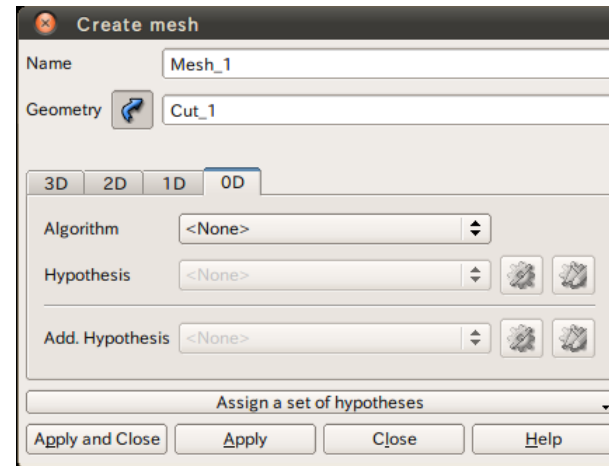 Create mesh
Name Mesh_1
Geometry Cut_1
3D 2D 1D 0D
Algorithm <None>
Hypothesis <None>
Add. Hypothesis <None>
Assign a set of hypotheses
Apply and Close Apply Close Help